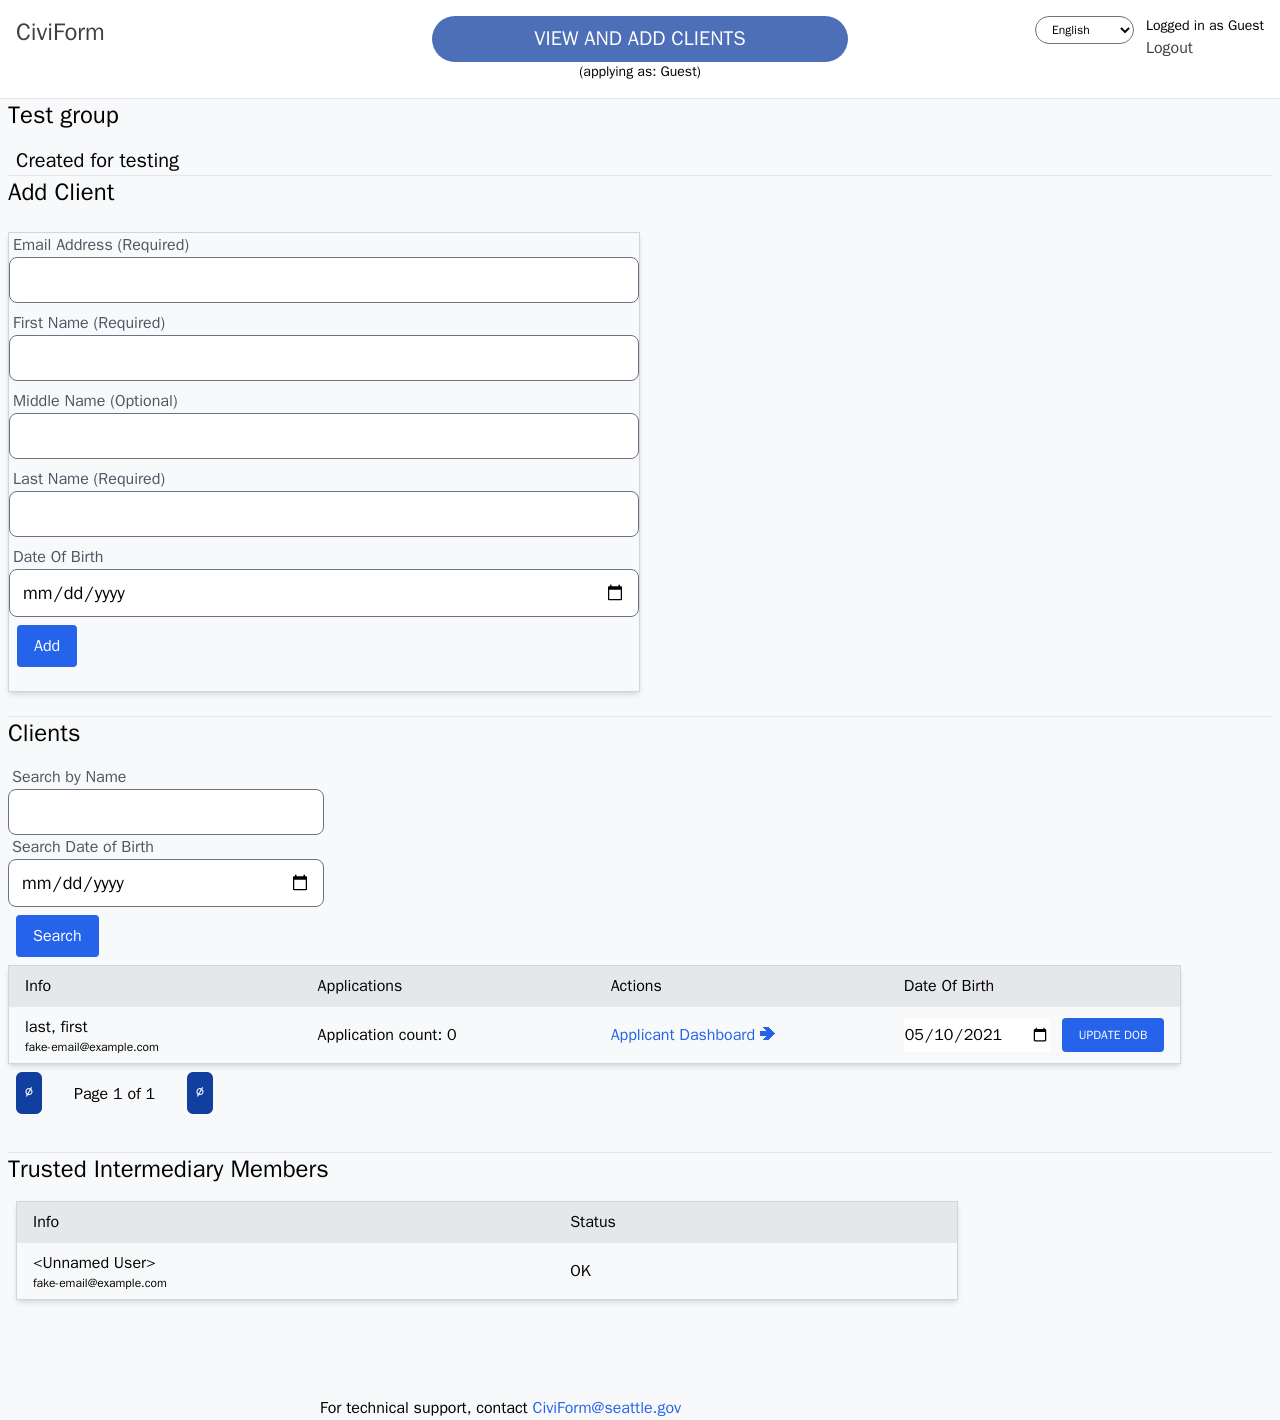 CiviForm
VIEW AND ADD CLIENTS
(applying as: Guest)
English
Logged in as Guest
Logout
Test group
Created for testing
Add Client
Email Address (Required)
First Name (Required)
Middle Name (Optional)
Last Name (Required)
Date Of Birth
mm/dd/yyyy
Add
Clients
Search by Name
Search Date of Birth
mm/dd/yyyy
Search
Info Applications Actions Date Of Birth
last, first
fake-email@example.com
Application count: 0
Applicant Dashboard 🡺
05/10/2021
UPDATE DOB
∅ Page 1 of 1 ∅
Trusted Intermediary Members
Info Status
<Unnamed User>
fake-email@example.com
OK
For technical support, contact CiviForm@seattle.gov